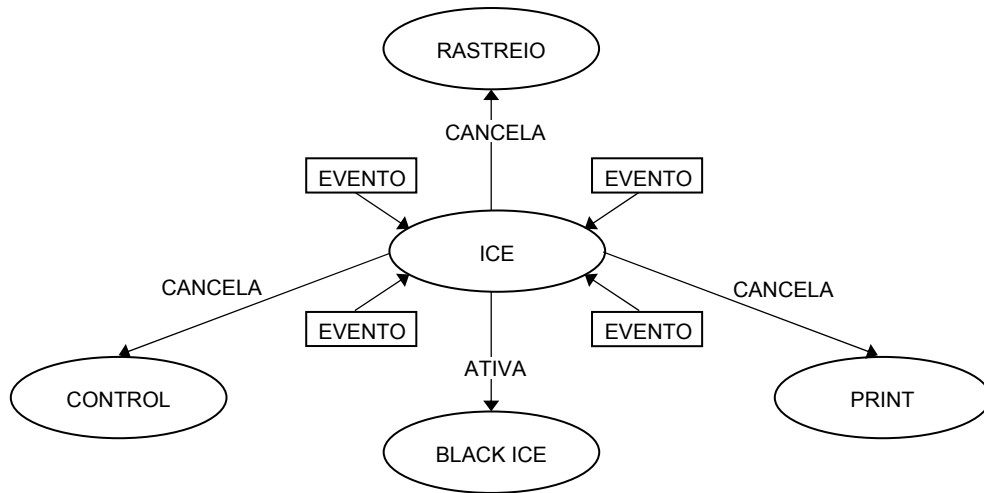 RASTREIO
CANCELA
EVENTO
EVENTO
ICE
CANCELA
CANCELA
EVENTO
EVENTO
ATIVA
CONTROL
PRINT
BLACK ICE